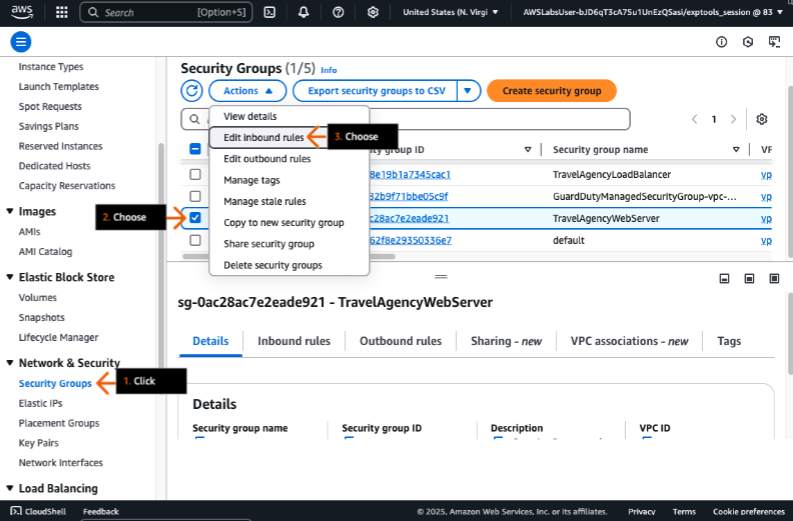 aws
Search [Option+S]
United States (N. Virgi
AWSLabsUser-bJD6qT3cA75u1UnEzQSasi/exptools_session @ 83
Instance Types
Launch Templates
Spot Requests
Savings Plans
Reserved Instances
Dedicated Hosts
Capacity Reservations
Images
AMIs
AMI Catalog
Elastic Block Store
Volumes
Snapshots
Lifecycle Manager
Network & Security
Security Groups
1. Click
Elastic IPs
Placement Groups
Key Pairs
Network Interfaces
Load Balancing
Security Groups (1/5) Info
Actions
Export security groups to CSV
Create security group
1
View details
Edit inbound rules
3. Choose
Edit outbound rules
Manage tags
Manage stale rules
Copy to new security group
Share security group
Delete security groups
2. Choose
ty group ID
Security group name
VP
8e19b1a7345cac1
TravelAgencyLoadBalancer
vp
32b9f71bbe05c9f
GuardDutyManagedSecurityGroup-vpc-...
vp
c28ac7e2eade921
TravelAgencyWebServer
vp
62f8e29350336e7
default
vp
sg-0ac28ac7e2eade921 - TravelAgencyWebServer
Details
Inbound rules
Outbound rules
Sharing - new
VPC associations - new
Tags
Details
Security group name
Security group ID
Description
VPC ID
CloudShell
Feedback
© 2025, Amazon Web Services, Inc. or its affiliates.
Privacy
Terms
Cookie preferences